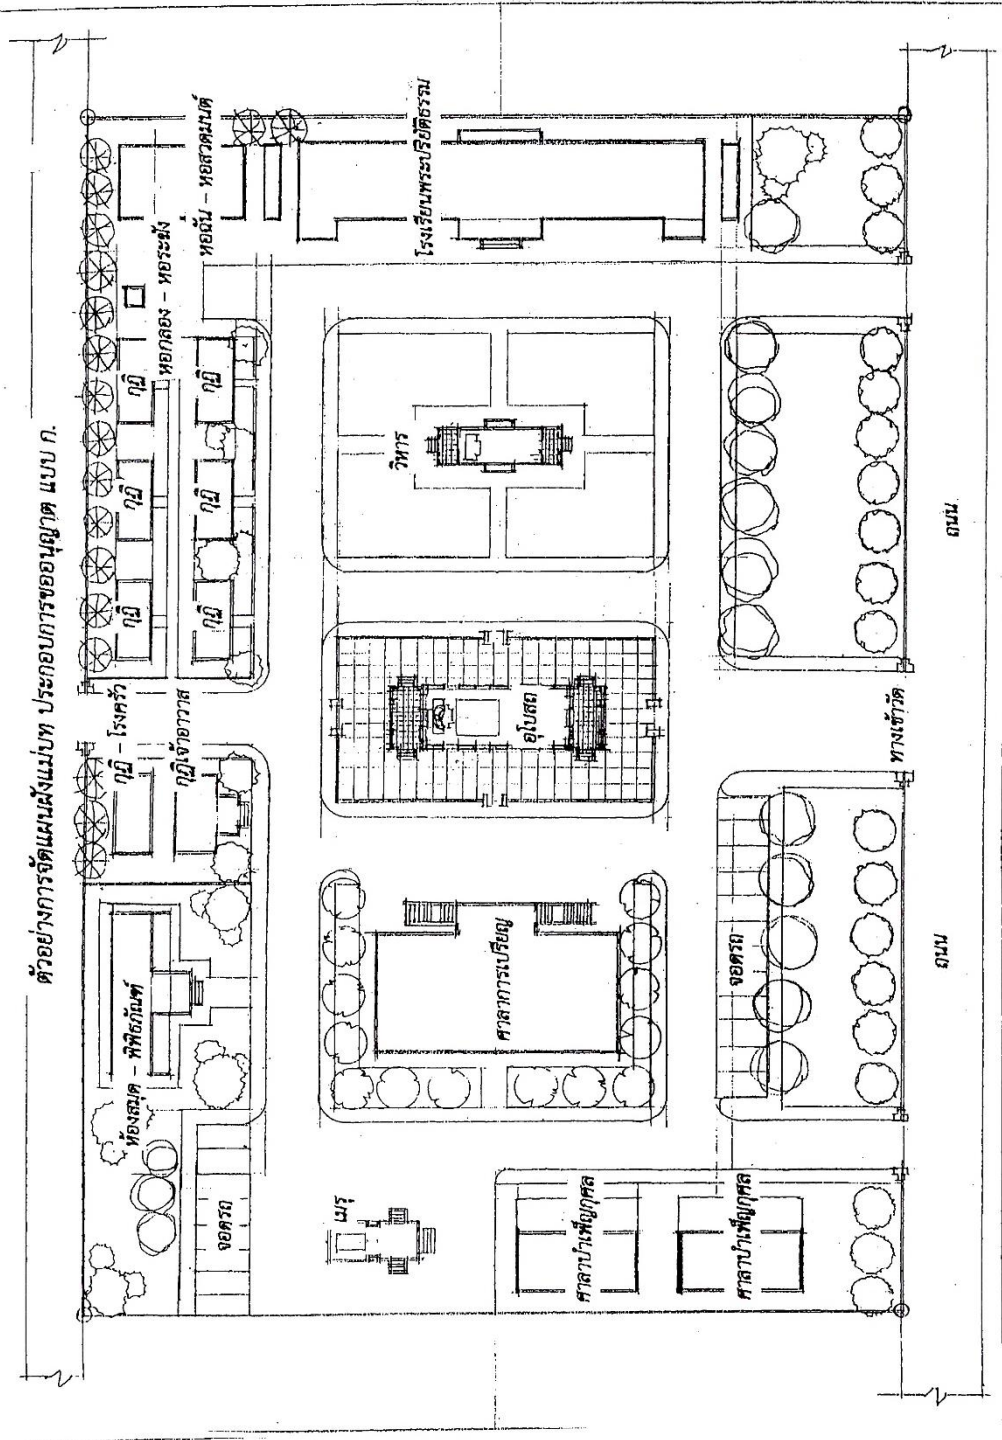 ตัวอย่างการจัดแผนผังแม่บท ประกอบการขออนุญาต แบบ ก.
ห้องสมุด - พิพิธภัณฑ์
กุฏิ - โรงครัว
กุฏิเจ้าอาวาส
กุฏิ
กุฏิ
กุฏิ
กุฏิ
กุฏิ
กุฏิ
หอกลอง - หอระฆัง
หอฉัน - หอสวดมนต์
จอดรถ
เมรุ
ศาลาการเปรียญ
อุโบสถ
วิหาร
โรงเรียนพระปริยัติธรรม
ศาลาบำเพ็ญกุศล
ศาลาบำเพ็ญกุศล
จอดรถ
ทางเข้าวัด
ถนน
ถนน